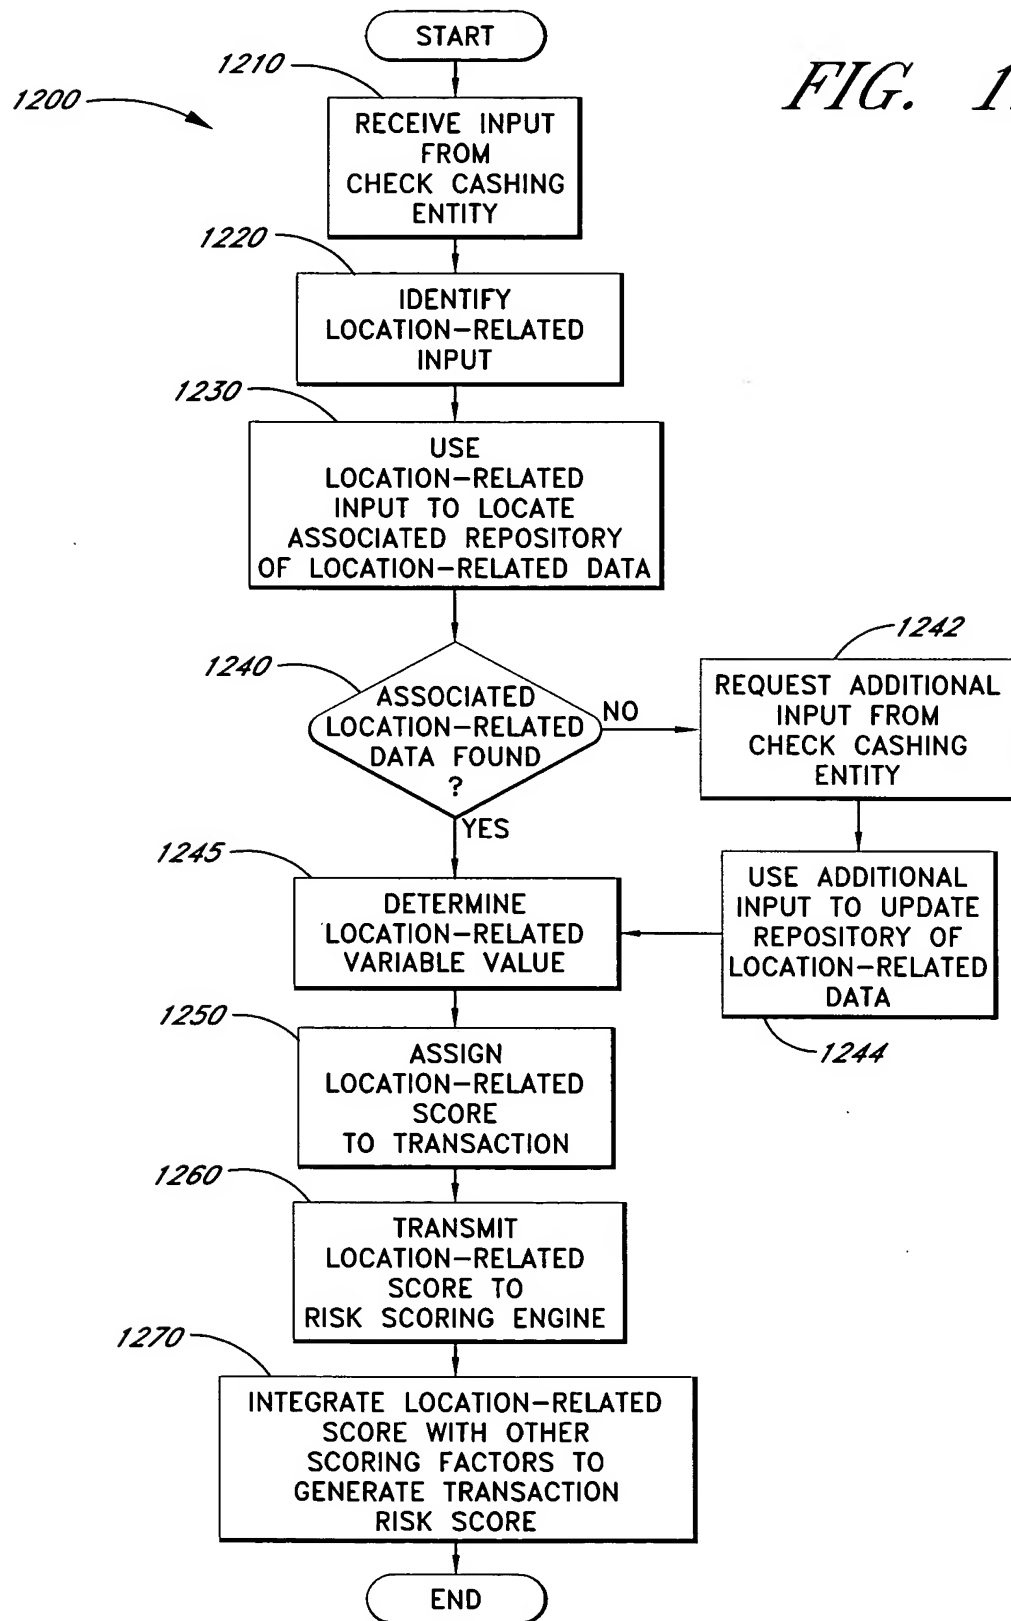 START
FIG.
1200
1210
RECEIVE INPUT
FROM
CHECK CASHING
ENTITY
1220
IDENTIFY
LOCATION-RELATED
INPUT
1230
USE
LOCATION-RELATED
INPUT TO LOCATE
ASSOCIATED REPOSITORY
OF LOCATION-RELATED DATA
1240
ASSOCIATED
LOCATION-RELATED
DATA FOUND
?
NO
YES
1242
REQUEST ADDITIONAL
INPUT FROM
CHECK CASHING
ENTITY
USE ADDITIONAL
INPUT TO UPDATE
REPOSITORY OF
LOCATION-RELATED
DATA
1244
1245
DETERMINE
LOCATION-RELATED
VARIABLE VALUE
1250
ASSIGN
LOCATION-RELATED
SCORE
TO TRANSACTION
1260
TRANSMIT
LOCATION-RELATED
SCORE TO
RISK SCORING ENGINE
1270
INTEGRATE LOCATION-RELATED
SCORE WITH OTHER
SCORING FACTORS TO
GENERATE TRANSACTION
RISK SCORE
END